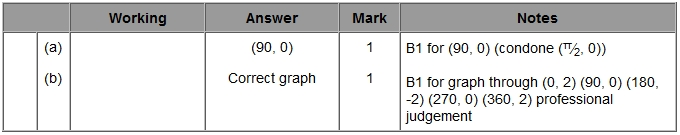 Working Answer Mark Notes
(a) (90, 0) 1 B1 for (90, 0) (condone (π/2, 0))
(b) Correct graph 1 B1 for graph through (0, 2) (90, 0) (180,
-2) (270, 0) (360, 2) professional
judgement